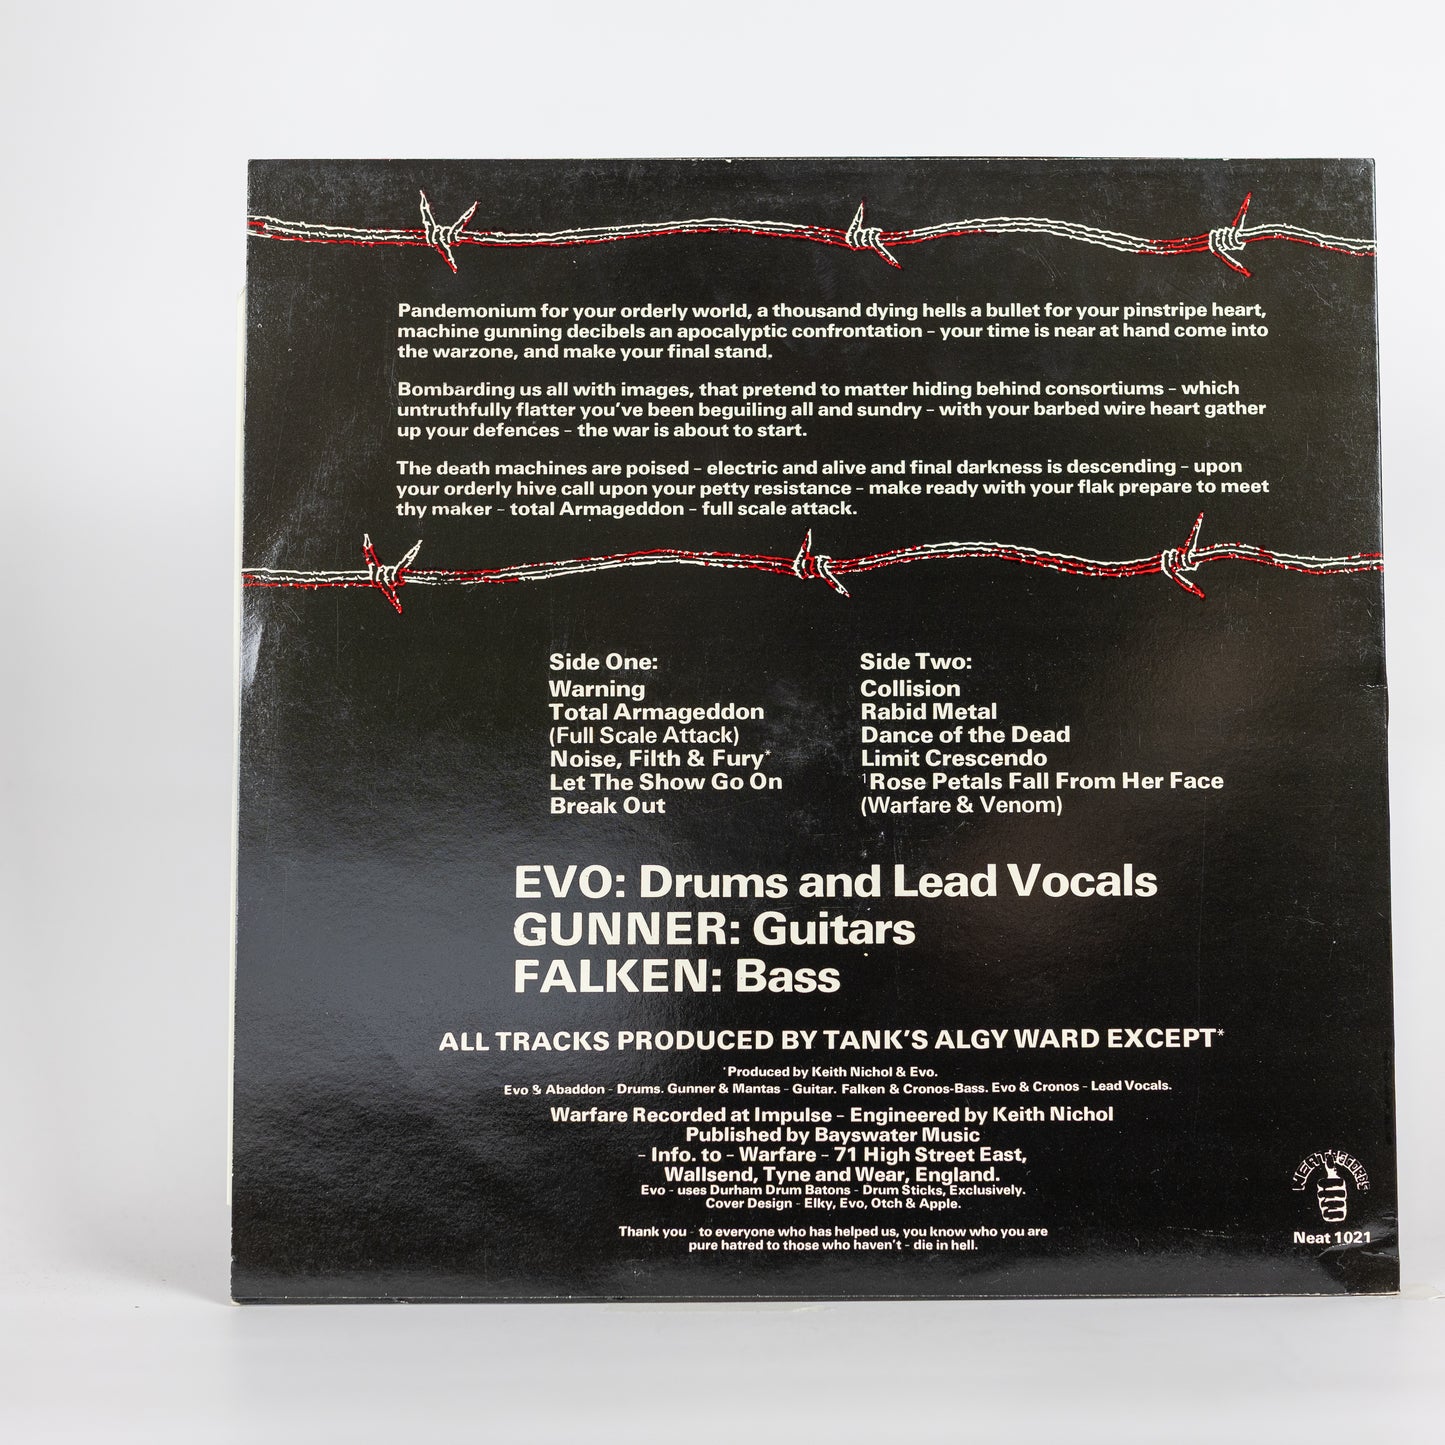 Pandemonium for your orderly world, a thousand dying hells a bullet for your pinstripe heart,
machine gunning decibels an apocalyptic confrontation – your time is near at hand come into
the warzone, and make your final stand.
Bombarding us all with images, that pretend to matter hiding behind consortiums – which
untruthfully flatter you've been beguiling all and sundry – with your barbed wire heart gather
up your defences – the war is about to start.
The death machines are poised – electric and alive and final darkness is descending – upon
your orderly hive call upon your petty resistance – make ready with your flak prepare to meet
thy maker – total Armageddon – full scale attack.
Side One:
Warning
Total Armageddon
(Full Scale Attack)
Noise, Filth & Fury*
Let The Show Go On
Break Out
Side Two:
Collision
Rabid Metal
Dance of the Dead
Limit Crescendo
¹Rose Petals Fall From Her Face
(Warfare & Venom)
EVO: Drums and Lead Vocals
GUNNER: Guitars
FALKEN: Bass
ALL TRACKS PRODUCED BY TANK'S ALGY WARD EXCEPT*
*Produced by Keith Nichol & Evo.
Evo & Abaddon – Drums. Gunner & Mantas – Guitar. Falken & Cronos-Bass. Evo & Cronos – Lead Vocals.
Warfare Recorded at Impulse – Engineered by Keith Nichol
Published by Bayswater Music
– Info. to – Warfare – 71 High Street East,
Wallsend, Tyne and Wear, England.
Evo – uses Durham Drum Batons – Drum Sticks, Exclusively.
Cover Design – Elky, Evo, Otch & Apple.
Thank you – to everyone who has helped us, you know who you are
pure hatred to those who haven't – die in hell.
NEAT RECORDS
Neat 1021